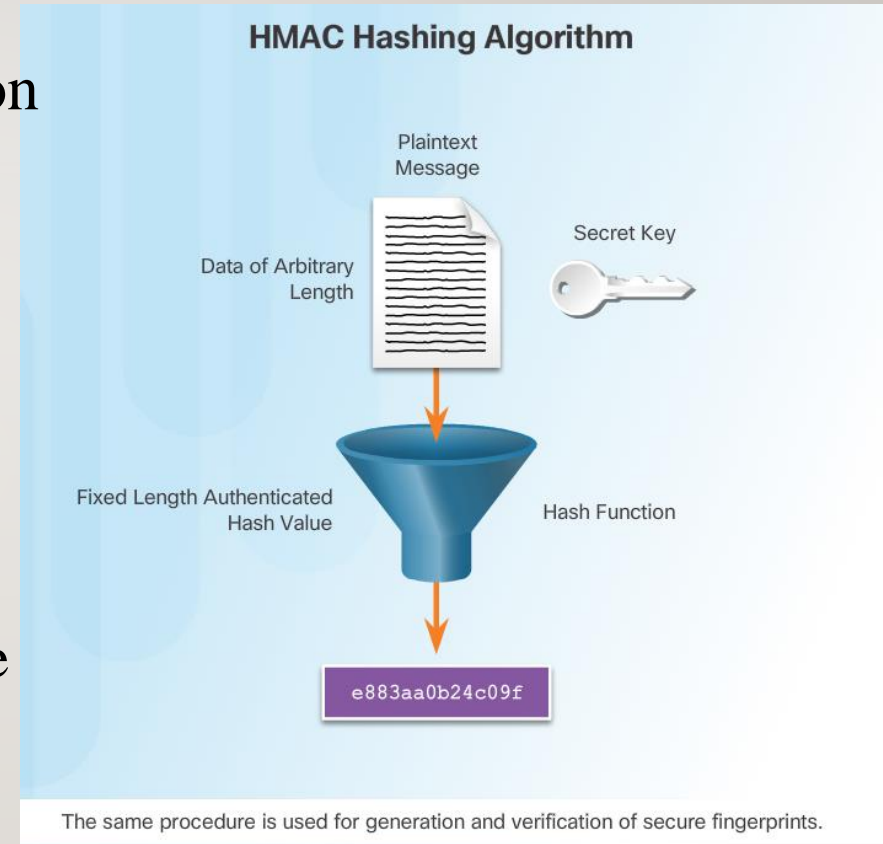 HMAC Hashing Algorithm
on
Plaintext
Message
Secret Key
Data of Arbitrary
Length
Fixed Length Authenticated
Hash Value
Hash Function
e
e883aa0b24c09f
The same procedure is used for generation and verification of secure fingerprints.